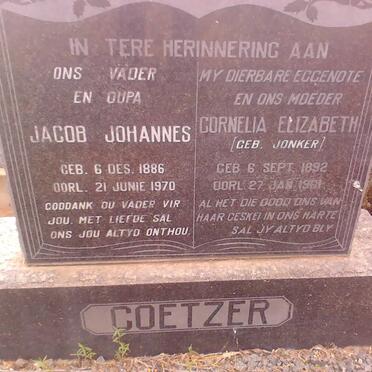 IN TERE HERINNERING AAN
ONS VADER
EN OUPA
JACOB JOHANNES
GEB. 6 DES. 1886
OORL. 21 JUNIE 1970
GODDANK OU VADER VIR
JOU. MET LIEFDE SAL
ONS JOU ALTYD ONTHOU
MY DIERBARE EGGENOTE
EN ONS MOEDER
CORNELIA ELIZABETH
[GEB. JONKER]
GEB. 6 SEPT. 1892
OORL. 27 JAN.
AL HET DIE DOOD ONS VAN
HAAR GESKEI IN ONS HARTE
SAL JY ALTYD BLY
COETZER